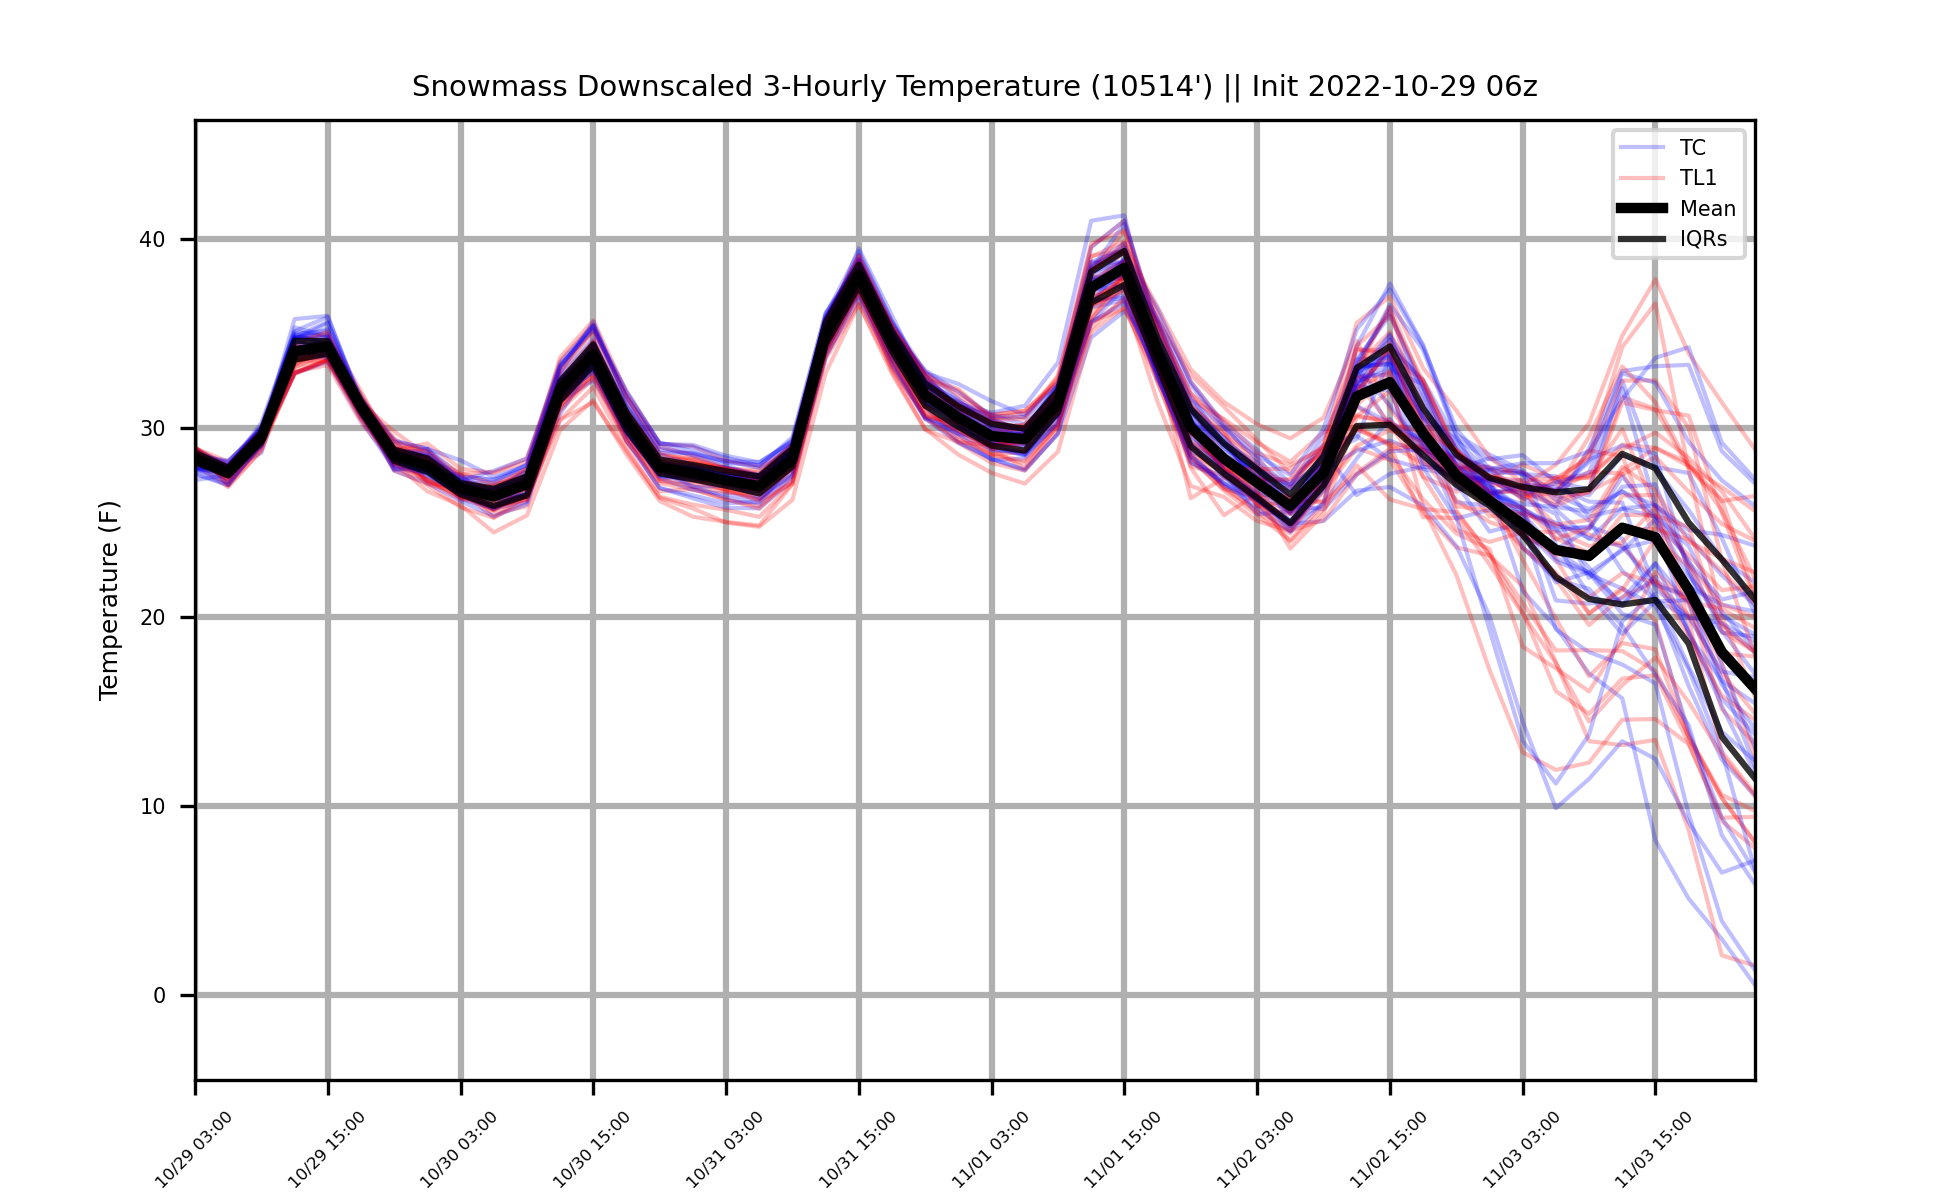 Snowmass Downscaled 3-Hourly Temperature (10514') || Init 2022-10-29 06z
TC
TL1
Mean
IQRs
Temperature (F)
40
30
20
10
0
10/29 03:00
10/29 15:00
10/30 03:00
10/30 15:00
10/31 03:00
10/31 15:00
11/01 03:00
11/01 15:00
11/02 03:00
11/02 15:00
11/03 03:00
11/03 15:00